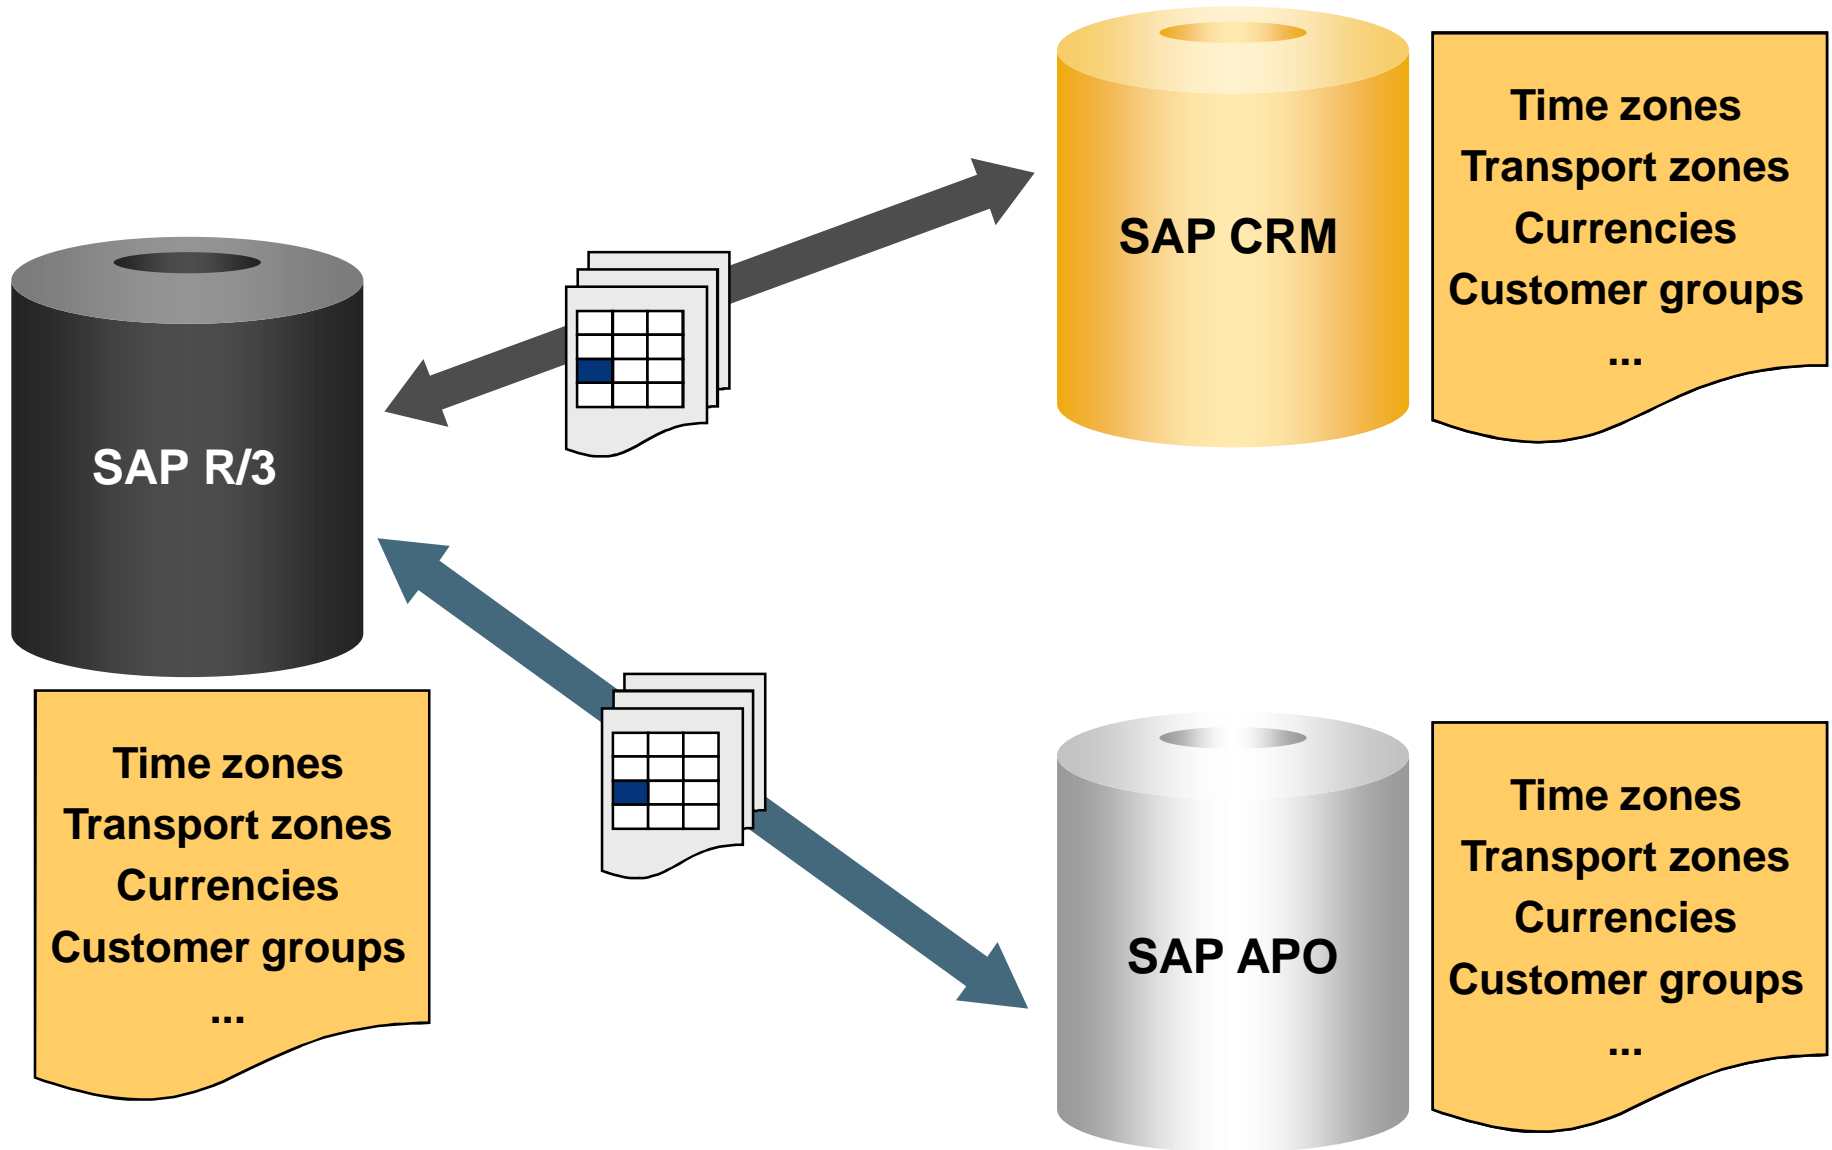 SAP CRM
Time zones
Transport zones
Currencies
Customer groups
...
SAP R/3
Time zones
Transport zones
Currencies
Customer groups
...
SAP APO
Time zones
Transport zones
Currencies
Customer groups
...